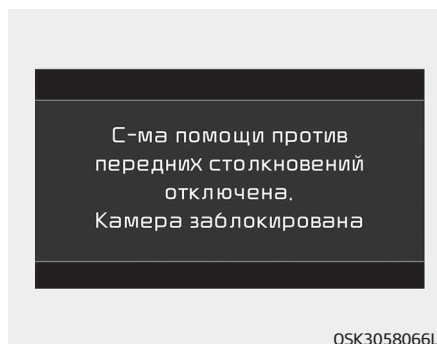 С-ма помощи против
передних столкновений
отключена.
Камера заблокирована
OSK3058066L